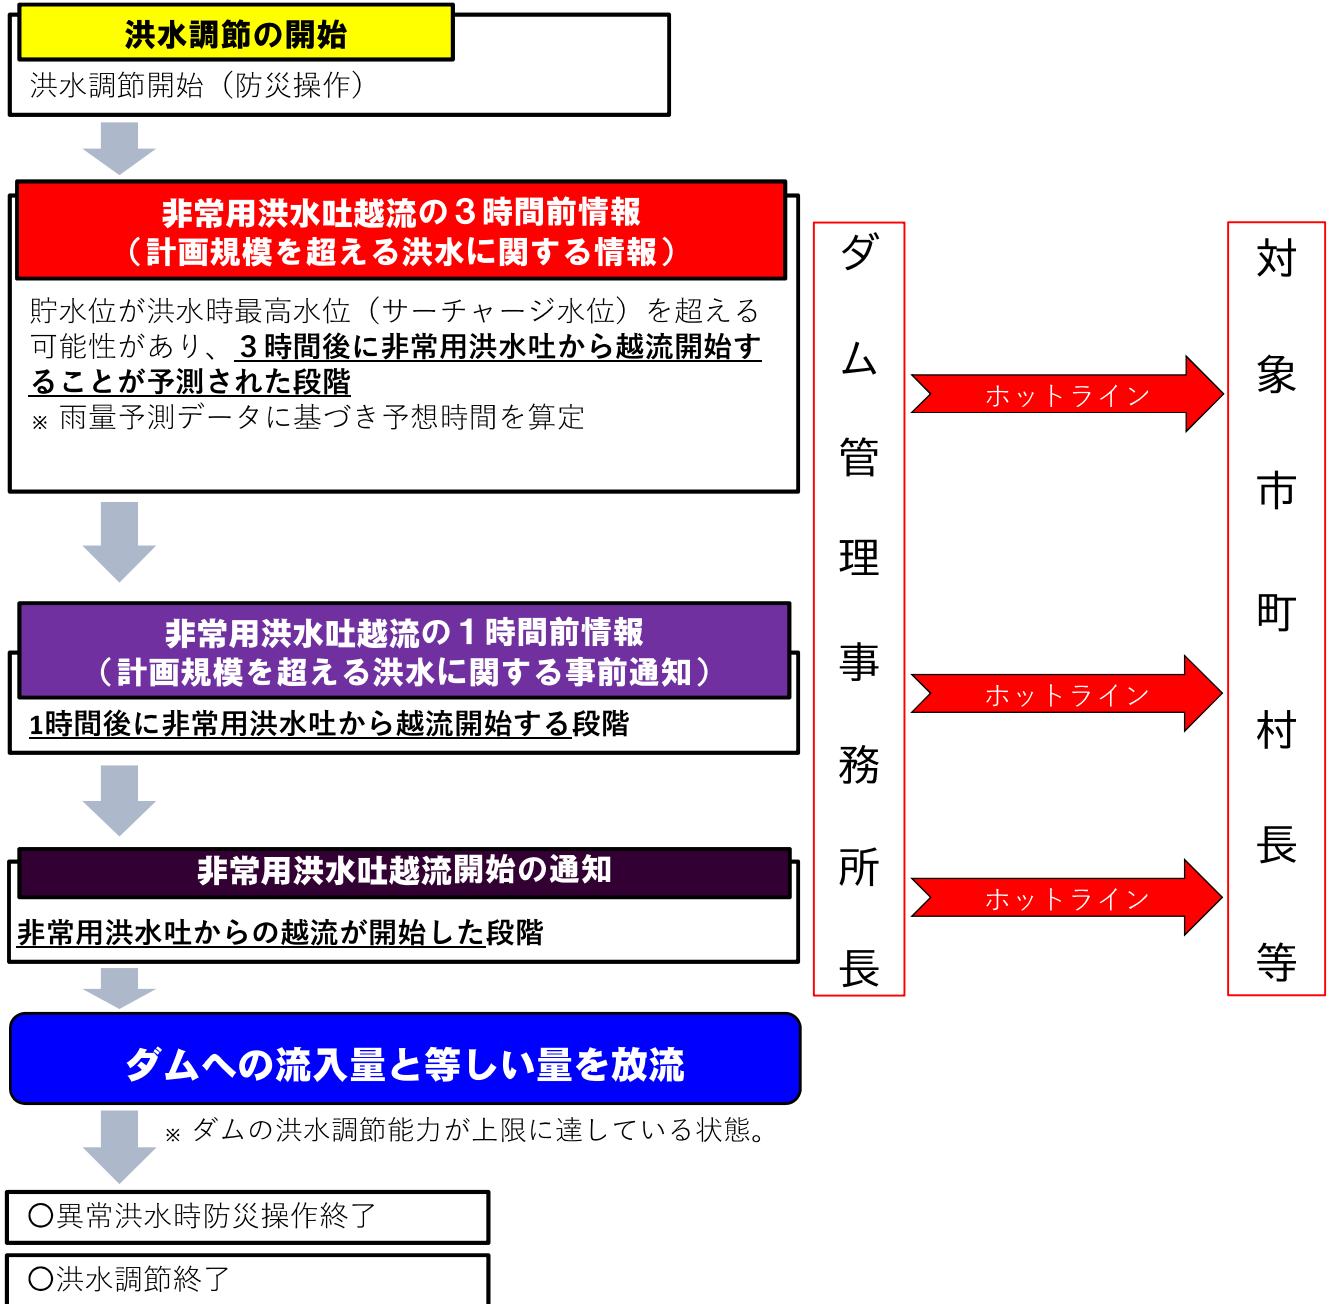 洪水調節の開始
洪水調節開始（防災操作）
非常用洪水吐越流の３時間前情報
（計画規模を超える洪水に関する情報）
貯水位が洪水時最高水位（サーチャージ水位）を超える
可能性があり、３時間後に非常用洪水吐から越流開始す
ることが予測された段階
※ 雨量予測データに基づき予想時間を算定
非常用洪水吐越流の１時間前情報
（計画規模を超える洪水に関する事前通知）
1時間後に非常用洪水吐から越流開始する段階
非常用洪水吐越流開始の通知
非常用洪水吐からの越流が開始した段階
ダムへの流入量と等しい量を放流
※ ダムの洪水調節能力が上限に達している状態。
〇異常洪水時防災操作終了
〇洪水調節終了
ダム管理事務所長
ホットライン
ホットライン
ホットライン
対象市町村長等